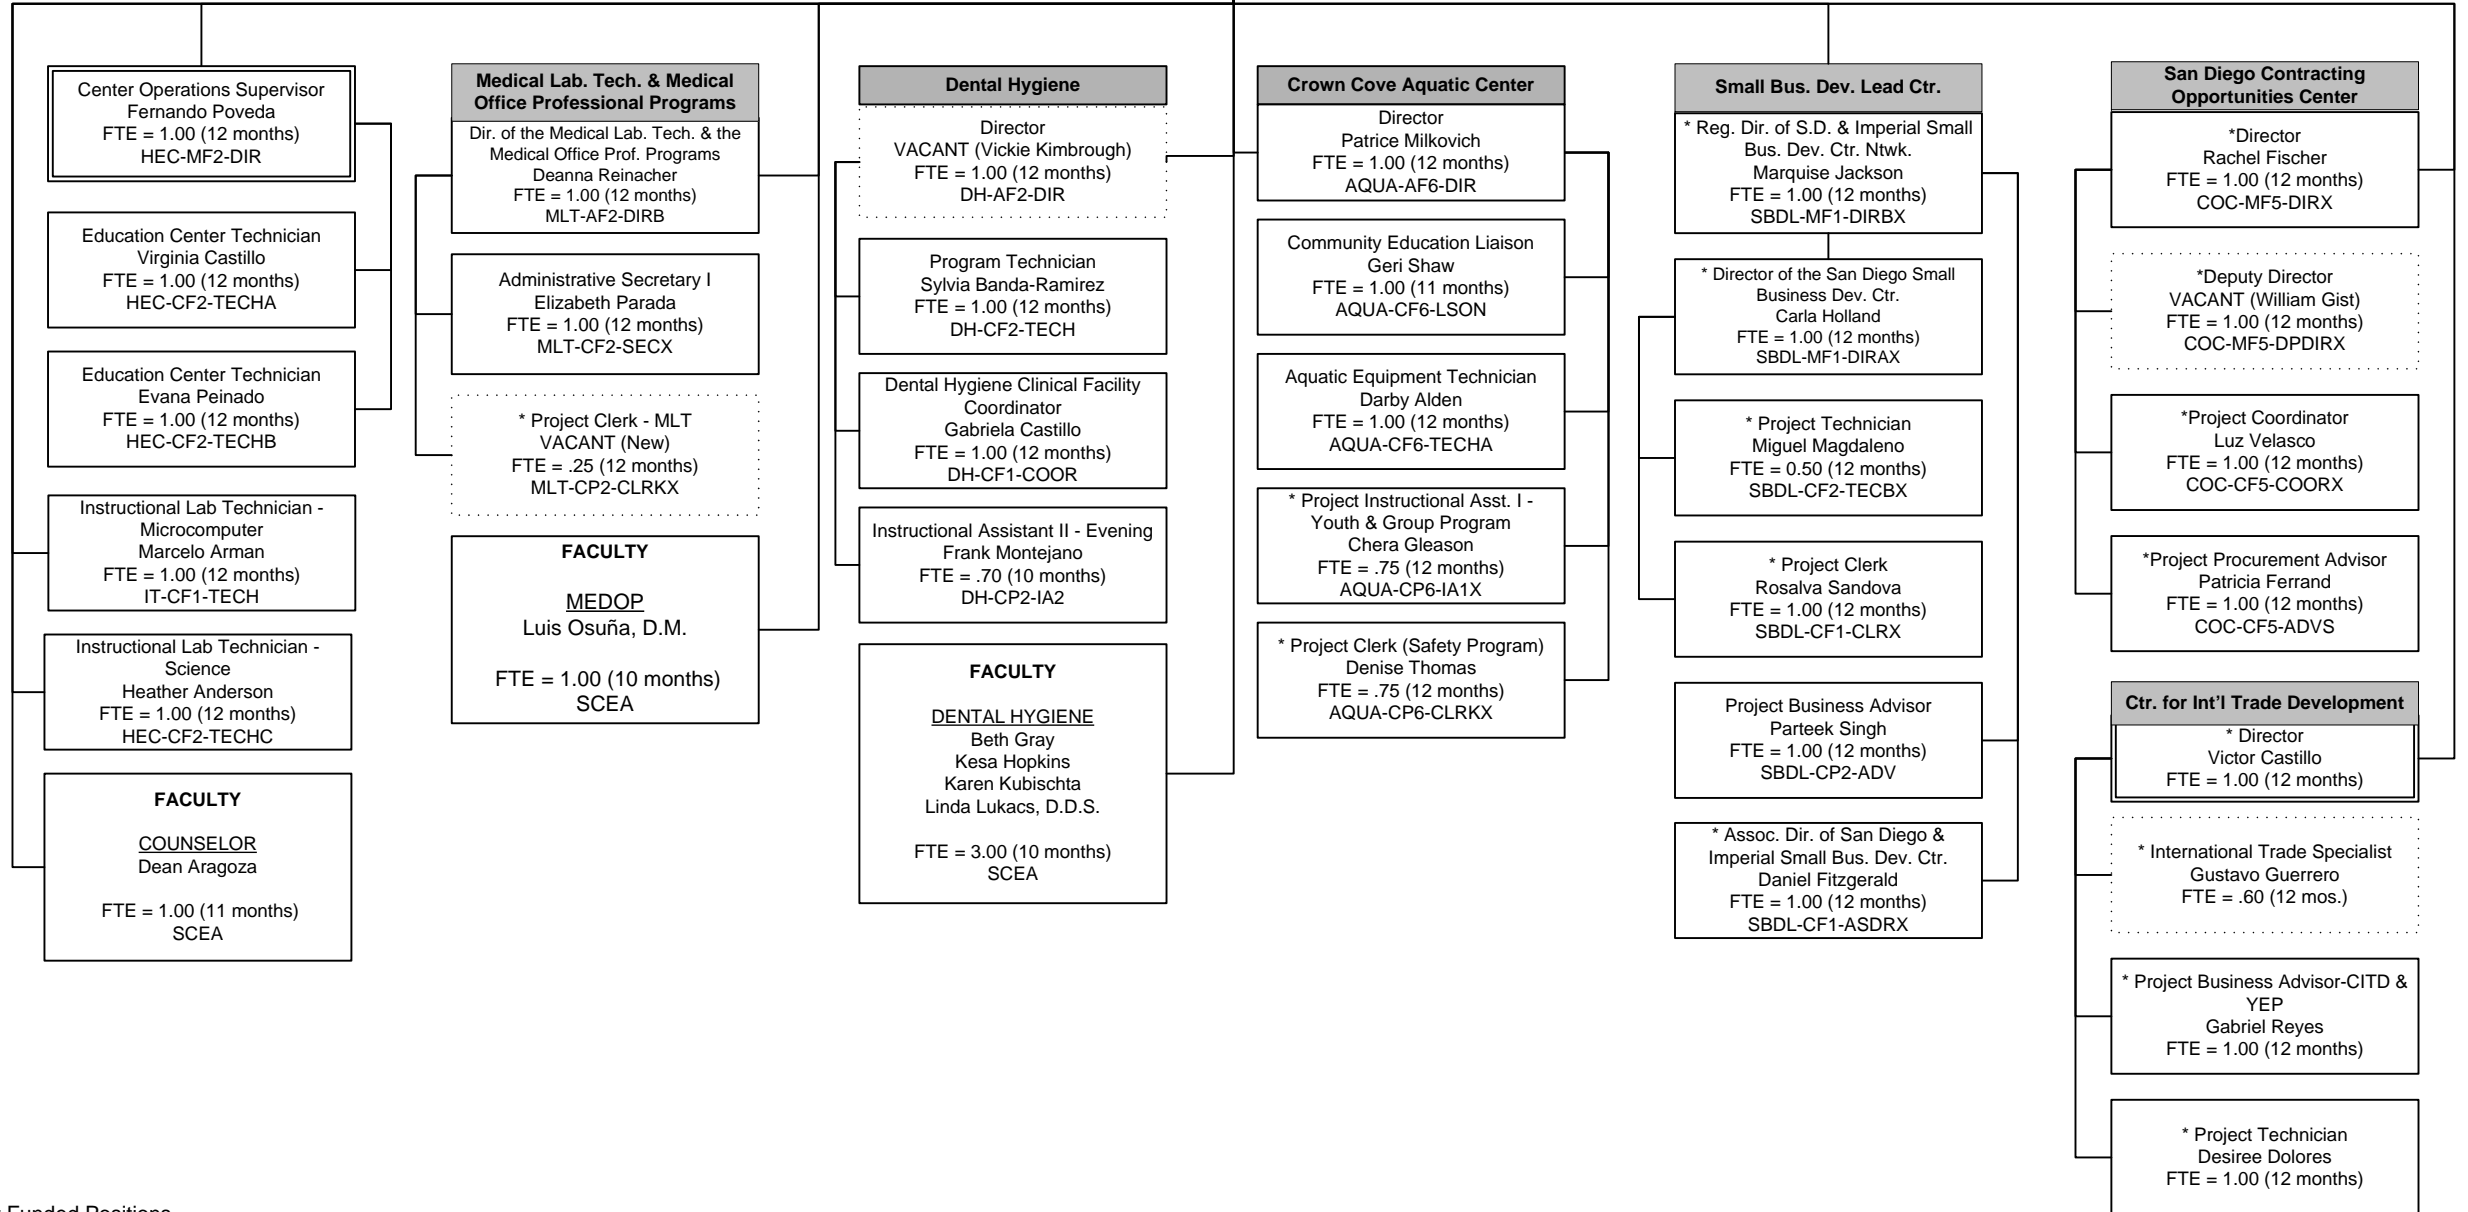 Center Operations Supervisor
Fernando Poveda
FTE = 1.00 (12 months)
HEC-MF2-DIR
Education Center Technician
Virginia Castillo
FTE = 1.00 (12 months)
HEC-CF2-TECHA
Education Center Technician
Evana Peinado
FTE = 1.00 (12 months)
HEC-CF2-TECHB
Instructional Lab Technician -
Microcomputer
Marcelo Arman
FTE = 1.00 (12 months)
IT-CF1-TECH
Instructional Lab Technician -
Science
Heather Anderson
FTE = 1.00 (12 months)
HEC-CF2-TECHC
FACULTY
COUNSELOR
Dean Aragoza
FTE = 1.00 (11 months)
SCEA
Medical Lab. Tech. & Medical
Office Professional Programs
Dir. of the Medical Lab. Tech. & the
Medical Office Prof. Programs
Deanna Reinacher
FTE = 1.00 (12 months)
MLT-AF2-DIRB
Administrative Secretary I
Elizabeth Parada
FTE = 1.00 (12 months)
MLT-CF2-SECX
* Project Clerk - MLT
VACANT (New)
FTE = .25 (12 months)
MLT-CP2-CLRKX
FACULTY
MEDOP
Luis Osuña, D.M.
FTE = 1.00 (10 months)
SCEA
Dental Hygiene
Director
VACANT (Vickie Kimbrough)
FTE = 1.00 (12 months)
DH-AF2-DIR
Program Technician
Sylvia Banda-Ramirez
FTE = 1.00 (12 months)
DH-CF2-TECH
Dental Hygiene Clinical Facility
Coordinator
Gabriela Castillo
FTE = 1.00 (12 months)
DH-CF1-COOR
Instructional Assistant II - Evening
Frank Montejano
FTE = .70 (10 months)
DH-CP2-IA2
FACULTY
DENTAL HYGIENE
Beth Gray
Kesa Hopkins
Karen Kubischta
Linda Lukacs, D.D.S.
FTE = 3.00 (10 months)
SCEA
Crown Cove Aquatic Center
Director
Patrice Milkovich
FTE = 1.00 (12 months)
AQUA-AF6-DIR
Community Education Liaison
Geri Shaw
FTE = 1.00 (11 months)
AQUA-CF6-LSON
Aquatic Equipment Technician
Darby Alden
FTE = 1.00 (12 months)
AQUA-CF6-TECHA
* Project Instructional Asst. I -
Youth & Group Program
Chera Gleason
FTE = .75 (12 months)
AQUA-CP6-IA1X
* Project Clerk (Safety Program)
Denise Thomas
FTE = .75 (12 months)
AQUA-CP6-CLRKX
Small Bus. Dev. Lead Ctr.
* Reg. Dir. of S.D. & Imperial Small
Bus. Dev. Ctr. Ntwk.
Marquise Jackson
FTE = 1.00 (12 months)
SBDL-MF1-DIRBX
* Director of the San Diego Small
Business Dev. Ctr.
Carla Holland
FTE = 1.00 (12 months)
SBDL-MF1-DIRAX
* Project Technician
Miguel Magdaleno
FTE = 0.50 (12 months)
SBDL-CF2-TECBX
* Project Clerk
Rosalva Sandova
FTE = 1.00 (12 months)
SBDL-CF1-CLRX
Project Business Advisor
Parteek Singh
FTE = 1.00 (12 months)
SBDL-CP2-ADV
* Assoc. Dir. of San Diego &
Imperial Small Bus. Dev. Ctr.
Daniel Fitzgerald
FTE = 1.00 (12 months)
SBDL-CF1-ASDRX
San Diego Contracting
Opportunities Center
*Director
Rachel Fischer
FTE = 1.00 (12 months)
COC-MF5-DIRX
*Deputy Director
VACANT (William Gist)
FTE = 1.00 (12 months)
COC-MF5-DPDIRX
*Project Coordinator
Luz Velasco
FTE = 1.00 (12 months)
COC-CF5-COORX
*Project Procurement Advisor
Patricia Ferrand
FTE = 1.00 (12 months)
COC-CF5-ADVS
Ctr. for Int'l Trade Development
* Director
Victor Castillo
FTE = 1.00 (12 months)
* International Trade Specialist
Gustavo Guerrero
FTE = .60 (12 mos.)
* Project Business Advisor-CITD &
YEP
Gabriel Reyes
FTE = 1.00 (12 months)
* Project Technician
Desiree Dolores
FTE = 1.00 (12 months)
Funded Positions